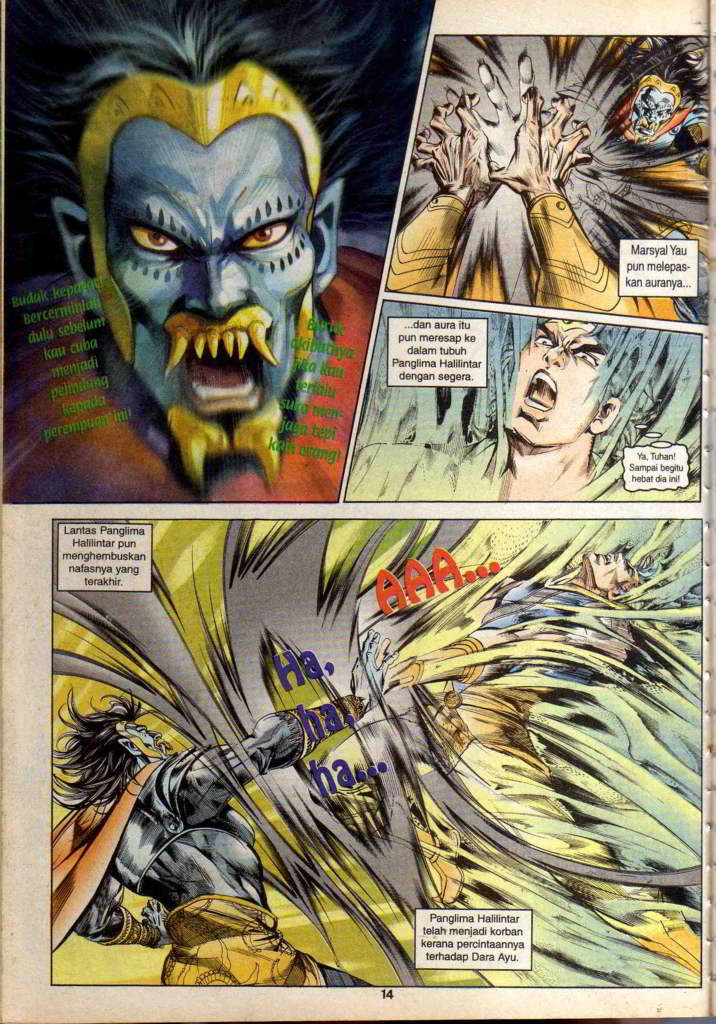 Budak keparat!
Bercerminlah
dulu sebelum
kau cuba
menjadi
pelindung
kepada
perempuan ini!
Buruk
akibatnya
jika kau
terlalu
suka men-
jaga tepi
kain orang!
Marsyal Yau
pun melepas-
kan auranya...
...dan aura itu
pun meresap ke
dalam tubuh
Panglima Halilintar
dengan segera.
Ya, Tuhan!
Sampai begitu
hebat dia ini!
Lantas Panglima
Halilintar pun
menghembuskan
nafasnya yang
terakhir.
AAA...
Ha,
ha,
ha...
Panglima Halilintar
telah menjadi korban
kerana percintaannya
terhadap Dara Ayu.
14